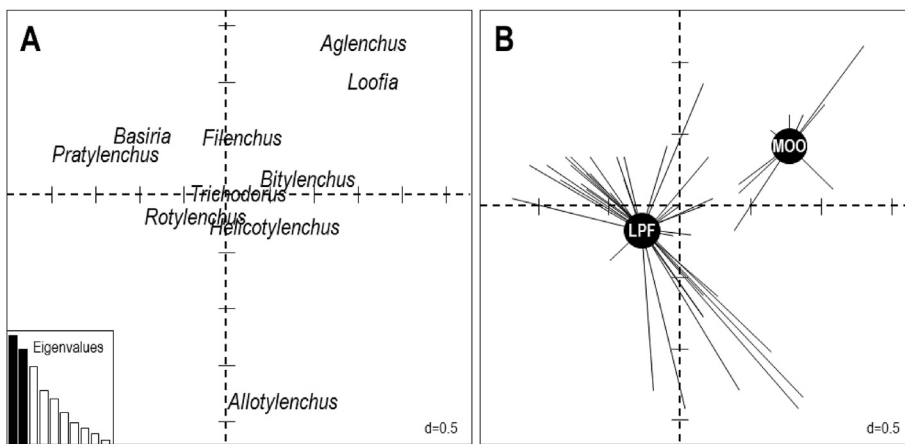 A
Aglenchus
Loofia
Basiria
Filenchus
Pratylenchus
Bitylenchus
Trichodorus
Rotylenchus
Helicotylenchus
Eigenvalues
Allotylenchus
d=0.5
B
MOO
LPF
d=0.5